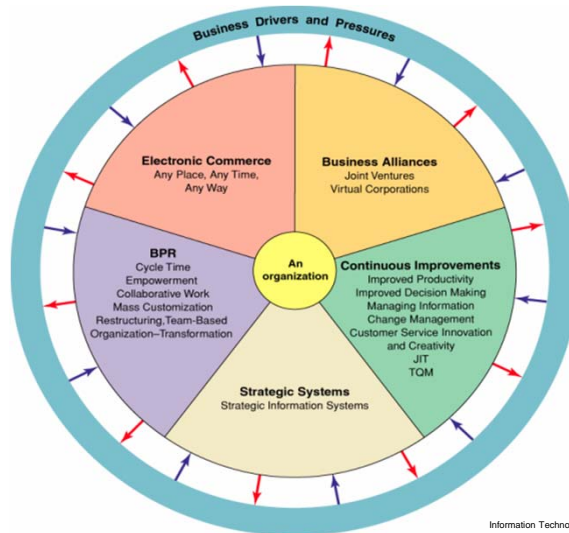 Business Drivers and Pressures
Electronic Commerce
Any Place, Any Time,
Any Way
Business Alliances
Joint Ventures
Virtual Corporations
BPR
Cycle Time
Empowerment
Collaborative Work
Mass Customization
Restructuring,Team-Based
Organization–Transformation
An
organization
Continuous Improvements
Improved Productivity
Improved Decision Making
Managing Information
Change Management
Customer Service Innovation
and Creativity
JIT
TQM
Strategic Systems
Strategic Information Systems
Information Techno